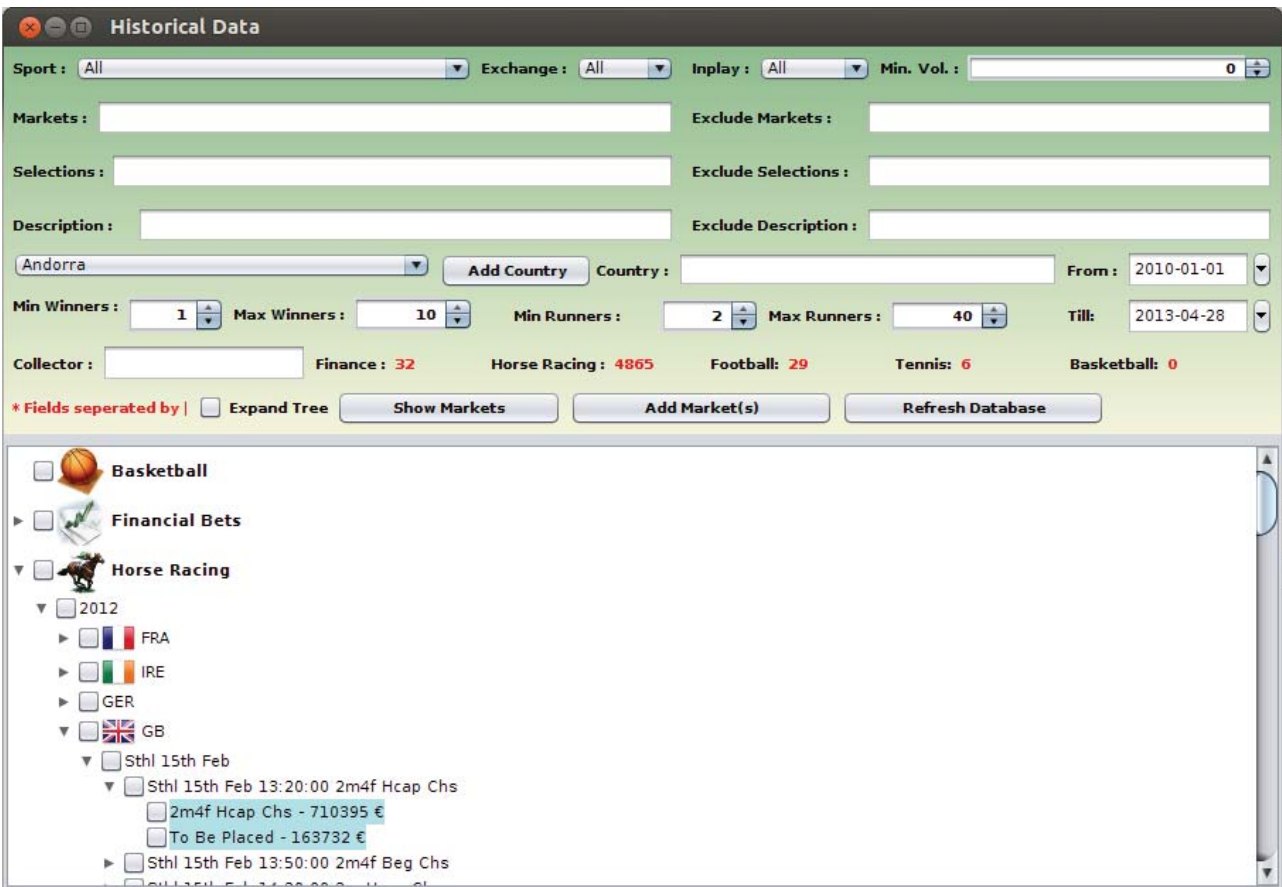 Historical Data
Sport : All Exchange : All Inplay : All Min. Vol. : 0
Markets : Exclude Markets :
Selections : Exclude Selections :
Description : Exclude Description :
Andorra Add Country Country : From : 2010-01-01
Min Winners : 1 Max Winners : 10 Min Runners : 2 Max Runners : 40 Till: 2013-04-28
Collector : Finance : 32 Horse Racing : 4865 Football: 29 Tennis: 6 Basketball: 0
* Fields seperated by | Expand Tree Show Markets Add Market(s) Refresh Database
Basketball
Financial Bets
Horse Racing
2012
FRA
IRE
GER
GB
Sthl 15th Feb
Sthl 15th Feb 13:20:00 2m4f Hcap Chs
2m4f Hcap Chs - 710395 €
To Be Placed - 163732 €
Sthl 15th Feb 13:50:00 2m4f Beg Chs